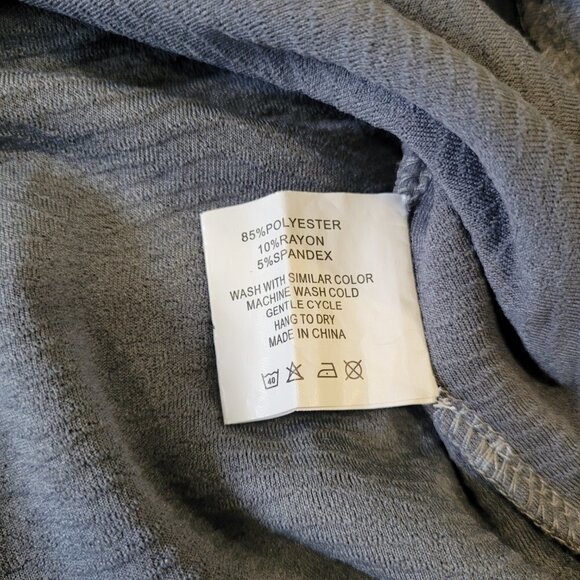 85%POLYESTER
10%RAYON
5%SPANDEX
WASH WITH SIMILAR COLOR
MACHINE WASH COLD
GENTLE CYCLE
HANG TO DRY
MADE IN CHINA
40